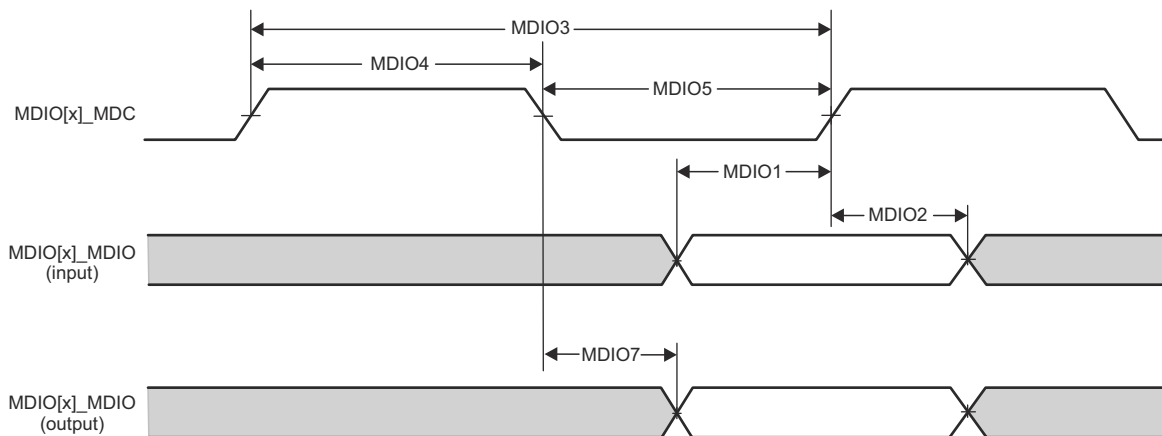 MDIO3
MDIO4
MDIO5
MDIO[x]_MDC
MDIO1
MDIO2
MDIO[x]_MDIO
(input)
MDIO7
MDIO[x]_MDIO
(output)